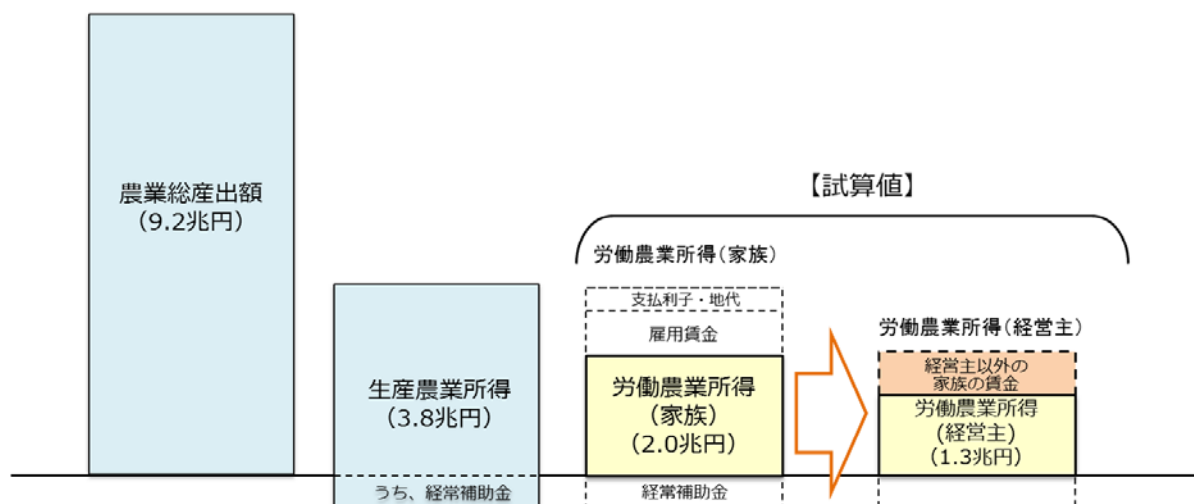 農業総産出額
（9.2兆円）
生産農業所得
（3.8兆円）
うち、経常補助金
【試算値】
労働農業所得（家族）
支払利子・地代
雇用賃金
労働農業所得
（家族）
（2.0兆円）
経常補助金
労働農業所得（経営主）
経営主以外の
家族の賃金
労働農業所得
（経営主）
（1.3兆円）